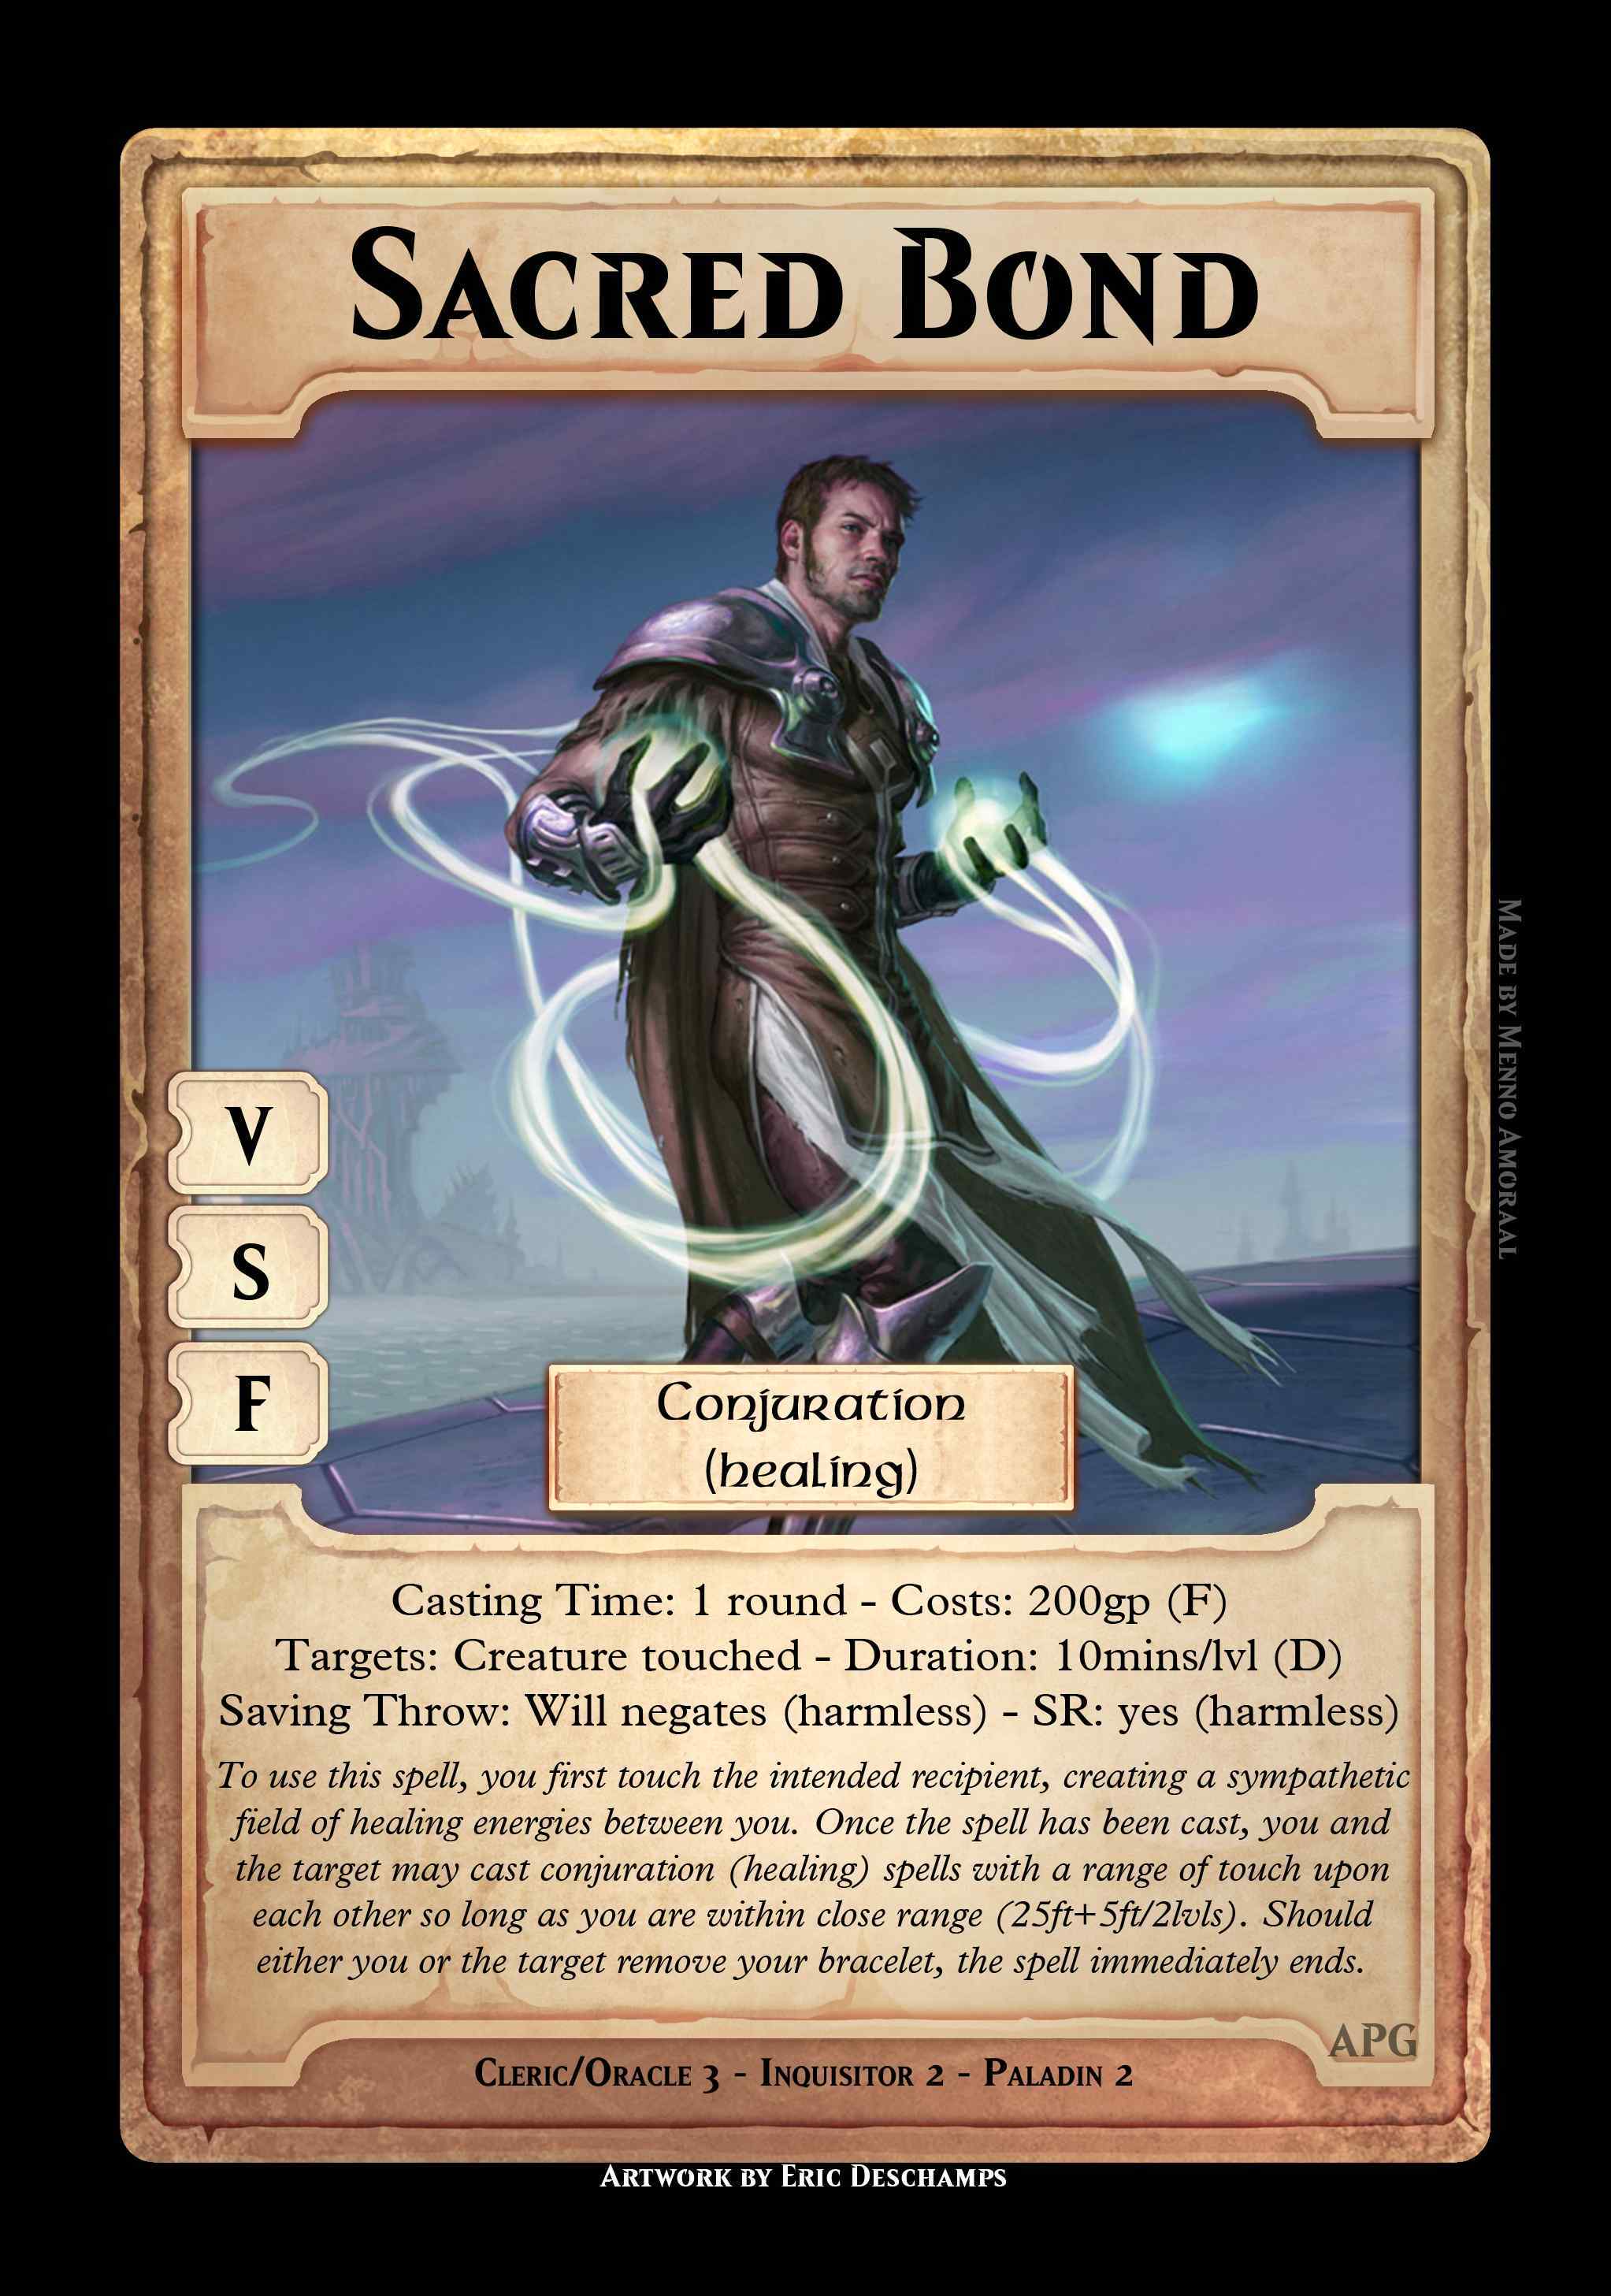 Sacred Bond
V
S
F
Conjuration
(healing)
Casting Time: 1 round - Costs: 200gp (F)
Targets: Creature touched - Duration: 10mins/lvl (D)
Saving Throw: Will negates (harmless) - SR: yes (harmless)
To use this spell, you first touch the intended recipient, creating a sympathetic
field of healing energies between you. Once the spell has been cast, you and
the target may cast conjuration (healing) spells with a range of touch upon
each other so long as you are within close range (25ft+5ft/2lvls). Should
either you or the target remove your bracelet, the spell immediately ends.
APG
Cleric/Oracle 3 - Inquisitor 2 - Paladin 2
Artwork by Eric Deschamps
Made by Menno Amoraal